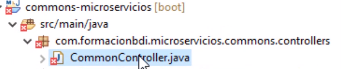 commons-microservicios [boot]
src/main/java
com.formacionbdi.microservicios.commons.controllers
CommonController.java